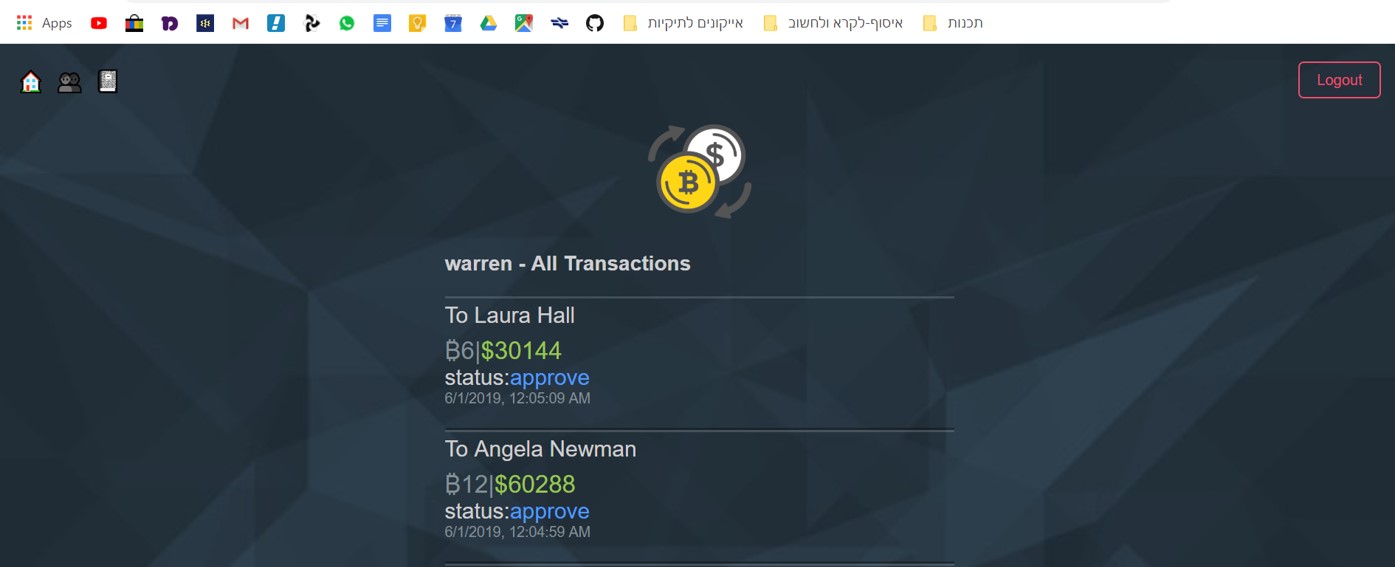 Apps
7
אייקונים לתיקיות
איסוף-לקרא ולחשוב
תכנות
Logout
warren - All Transactions
To Laura Hall
₿6|$30144
status:approve
6/1/2019, 12:05:09 AM
To Angela Newman
₿12|$60288
status:approve
6/1/2019, 12:04:59 AM